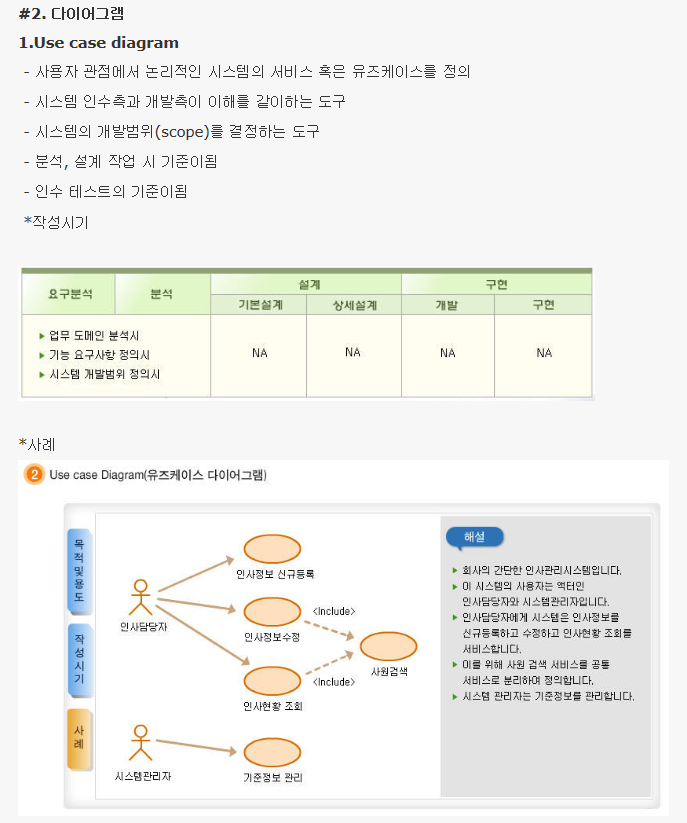 #2. 다이어그램
1.Use case diagram
- 사용자 관점에서 논리적인 시스템의 서비스 혹은 유즈케이스를 정의
- 시스템 인수측과 개발측이 이해를 같이하는 도구
- 시스템의 개발범위(scope)를 결정하는 도구
- 분석, 설계 작업 시 기준이됨
- 인수 테스트의 기준이됨
*작성시기
요구분석 분석 설계 구현
기본설계 상세설계 개발 구현
업무 도메인 분석시
기능 요구사항 정의시
시스템 개발범위 정의시
NA NA NA NA
*사례
2 Use case Diagram(유즈케이스 다이어그램)
목적및용도
작성시기
사례
인사담당자
시스템관리자
인사정보 신규등록
인사정보수정
<Include>
인사현황 조회
<Include>
사원검색
기준정보 관리
해설
회사의 간단한 인사관리시스템입니다.
이 시스템의 사용자는 액터인
인사담당자와 시스템관리자입니다.
인사담당자에게 시스템은 인사정보를
신규등록하고 수정하고 인사현황 조회를
서비스합니다.
이를 위해 사원 검색 서비스를 공통
서비스로 분리하여 정의합니다.
시스템 관리자는 기준정보를 관리합니다.